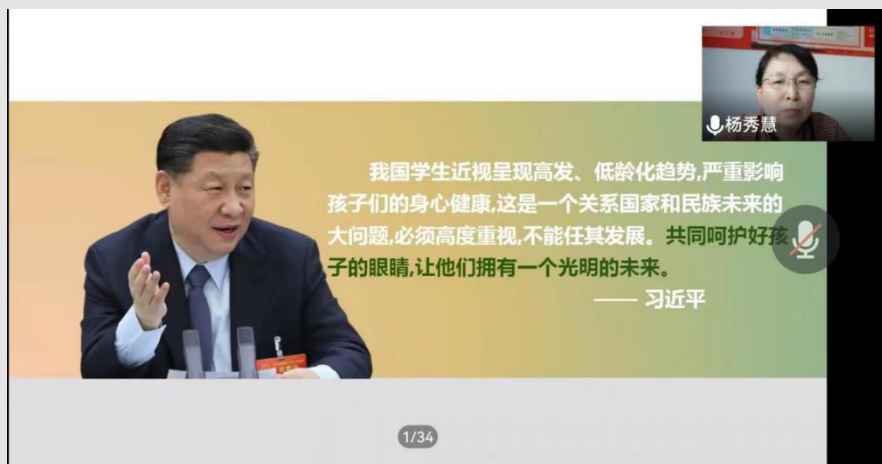 杨秀慧
我国学生近视呈现高发、低龄化趋势,严重影响
孩子们的身心健康,这是一个关系国家和民族未来的
大问题,必须高度重视,不能任其发展。共同呵护好孩
子的眼睛,让他们拥有一个光明的未来。
—— 习近平
1/34